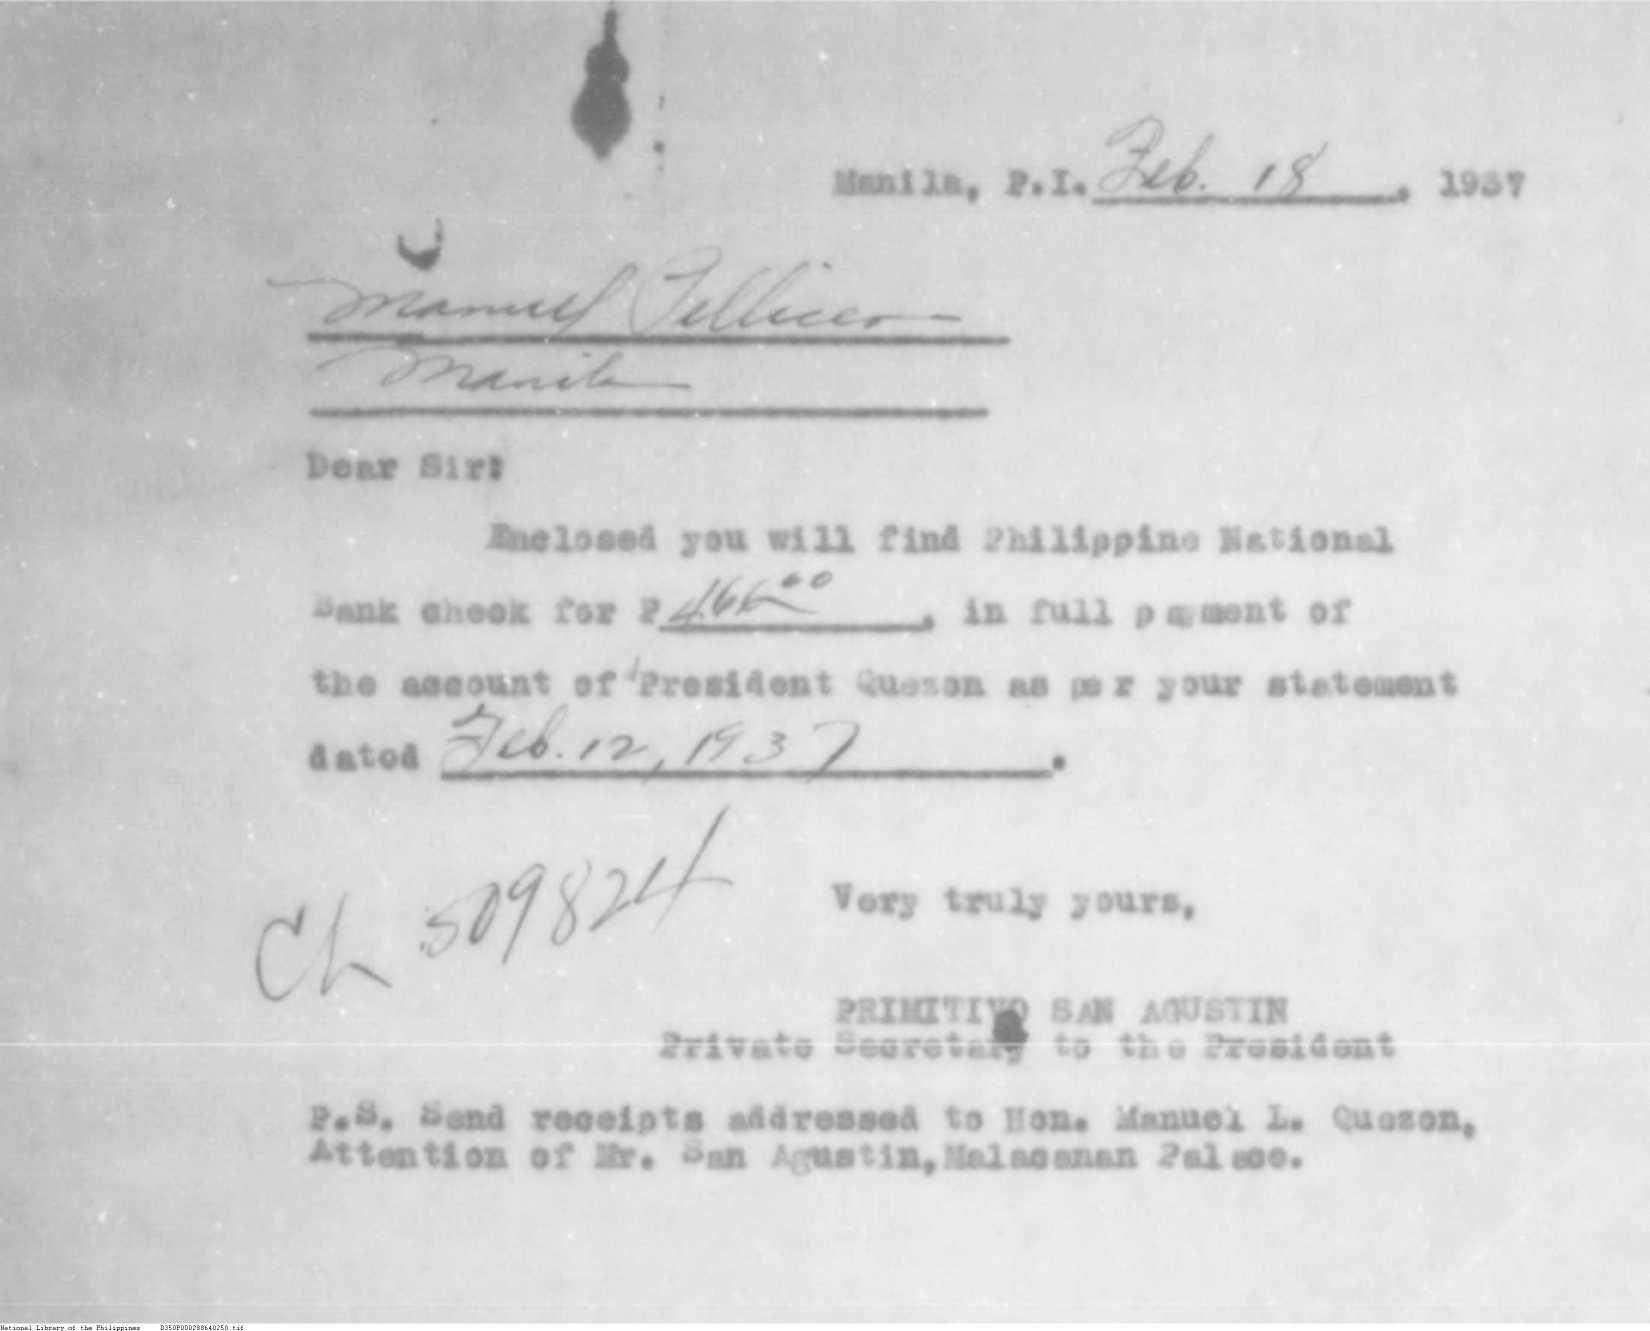 Manila, P.I. Feb. 18, 1937
Manuel Pellicer
Manila
Dear Sir:
Enclosed you will find Philippine National
Bank check for P 466.00, in full payment of
the account of President Quezon as per your statement
dated Feb. 12, 1937.
Ch 509824
Very truly yours,
PRIMITIVO SAN AGUSTIN
Private Secretary to the President
P.S. Send receipts addressed to Hon. Manuel L. Quezon,
Attention of Mr. San Agustin, Malacanan Palace.
National Library of the Philippines D350P000288640250.tif